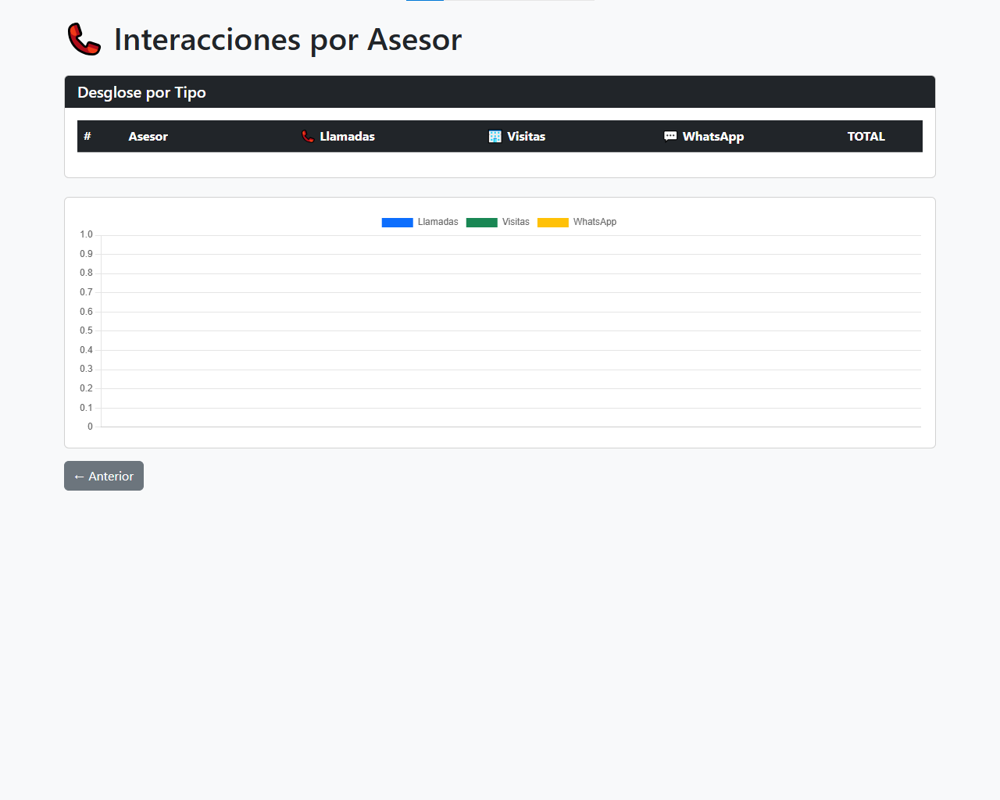 Interacciones por Asesor
Desglose por Tipo
# Asesor Llamadas Visitas WhatsApp TOTAL
Llamadas Visitas WhatsApp
1.0
0.9
0.8
0.7
0.6
0.5
0.4
0.3
0.2
0.1
0
← Anterior